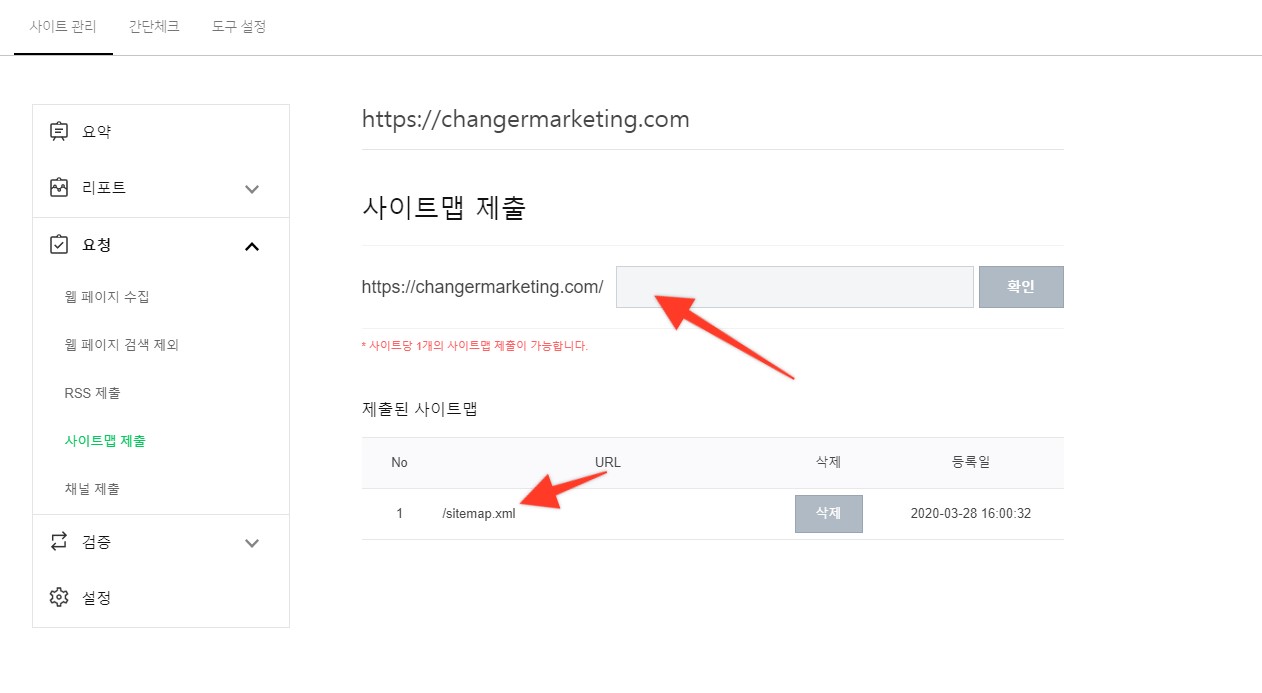 사이트 관리 간단체크 도구 설정
요약
리포트
요청
웹 페이지 수집
웹 페이지 검색 제외
RSS 제출
사이트맵 제출
채널 제출
검증
설정
https://changermarketing.com
사이트맵 제출
https://changermarketing.com/ 확인
* 사이트당 1개의 사이트맵 제출이 가능합니다.
제출된 사이트맵
No URL 삭제 등록일
1 /sitemap.xml 삭제 2020-03-28 16:00:32